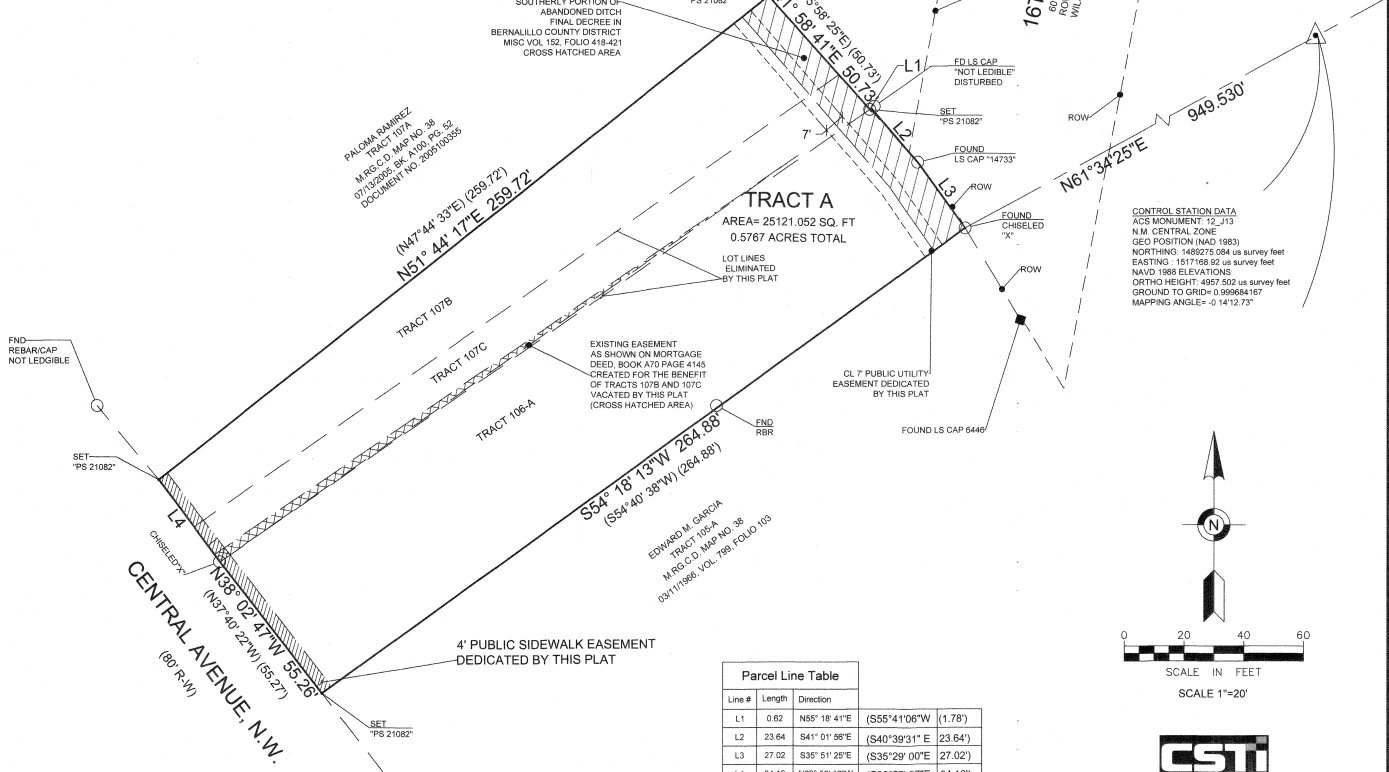 SOUTHERLY PORTION OF
ABANDONED DITCH
FINAL DECREE IN
BERNALILLO COUNTY DISTRICT
MISC VOL 152, FOLIO 418-421
CROSS HATCHED AREA
"PS 21082"
58' 25"E) (50.73')
58' 41"E 50.73'
L1
FD LS CAP
"NOT LEDIBLE"
DISTURBED
SET
"PS 21082"
7'
L2
FOUND
LS CAP "14733"
L3
ROW
FOUND
CHISELED
"X"
ROW
949.530'
N61°34'25"E
ROW
CONTROL STATION DATA
ACS MONUMENT: 12_J13
N.M. CENTRAL ZONE
GEO POSITION (NAD 1983)
NORTHING: 1489275.084 us survey feet
EASTING : 1517168.92 us survey feet
NAVD 1988 ELEVATIONS
ORTHO HEIGHT: 4957.502 us survey feet
GROUND TO GRID= 0.999684167
MAPPING ANGLE= -0 14'12.73"
PALOMA RAMIREZ
TRACT 107A
M.RG.C.D. MAP NO. 38
07/13/2005, BK. A100, PG. 52
DOCUMENT NO. 2005100355
(N47°44' 33"E) (259.72')
N51° 44' 17"E 259.72'
TRACT A
AREA= 25121.052 SQ. FT
0.5767 ACRES TOTAL
LOT LINES
ELIMINATED
BY THIS PLAT
TRACT 107B
TRACT 107C
TRACT 106-A
EXISTING EASEMENT
AS SHOWN ON MORTGAGE
DEED, BOOK A70 PAGE 4145
CREATED FOR THE BENEFIT
OF TRACTS 107B AND 107C
VACATED BY THIS PLAT
(CROSS HATCHED AREA)
CL 7' PUBLIC UTILITY
EASEMENT DEDICATED
BY THIS PLAT
FOUND LS CAP 6446
FND
REBAR/CAP
NOT LEDGIBLE
SET
"PS 21082"
FND
RBR
S54° 18' 13"W 264.88'
(S54°40' 38"W) (264.88')
EDWARD M. GARCIA
TRACT 105-A
M.RG.C.D. MAP NO. 38
03/11/1966, VOL. 799, FOLIO 103
L4
CHISELED"X"
N38° 02' 47"W 55.26'
(N37°40' 22"W) (55.27')
CENTRAL AVENUE, N.W.
(80' R-W)
4' PUBLIC SIDEWALK EASEMENT
DEDICATED BY THIS PLAT
SET
"PS 21082"
N
0 20 40 60
SCALE IN FEET
SCALE 1"=20'
Parcel Line Table
Line # Length Direction
L1 0.62 N55° 18' 41"E (S55°41'06"W (1.78')
L2 23.64 S41° 01' 56"E (S40°39'31" E 23.64')
L3 27.02 S35° 51' 25"E (S35°29' 00"E 27.02')
CSTi